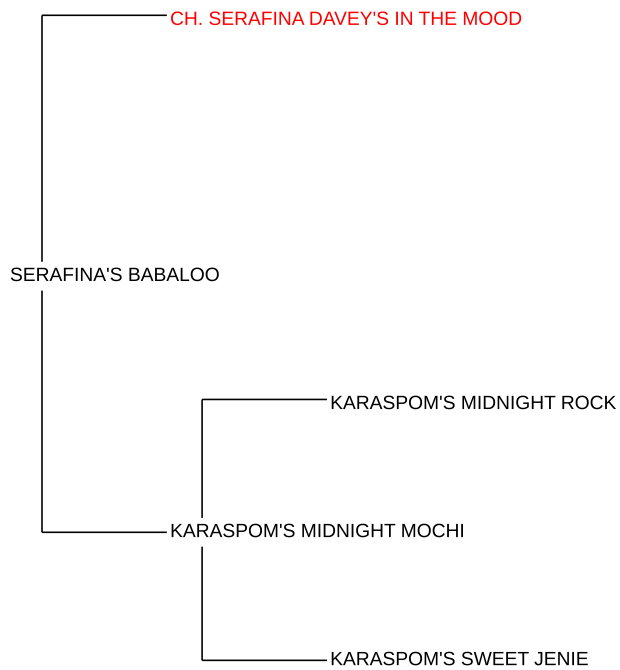 CH. SERAFINA DAVEY'S IN THE MOOD
SERAFINA'S BABALOO
KARASPOM'S MIDNIGHT ROCK
KARASPOM'S MIDNIGHT MOCHI
KARASPOM'S SWEET JENIE